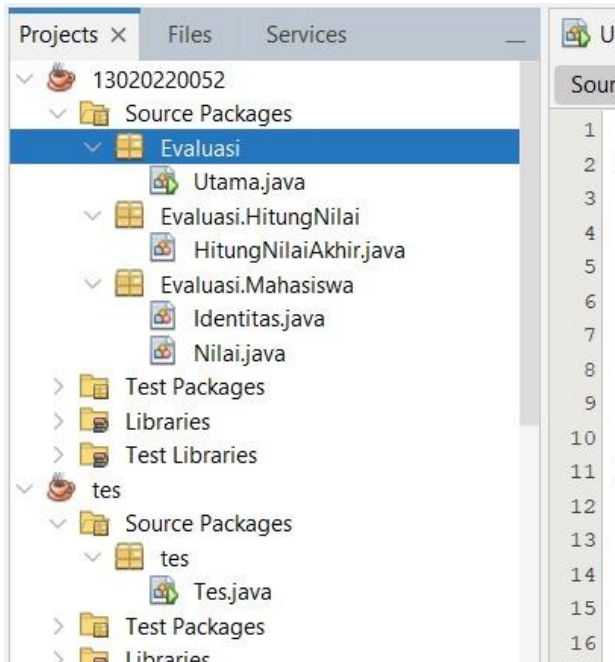 Projects × Files Services
13020220052
Source Packages
Evaluasi
Utama.java
Evaluasi.HitungNilai
HitungNilaiAkhir.java
Evaluasi.Mahasiswa
Identitas.java
Nilai.java
Test Packages
Libraries
Test Libraries
tes
Source Packages
tes
Tes.java
Test Packages
Libraries
1
2
3
4
5
6
7
8
9
10
11
12
13
14
15
16